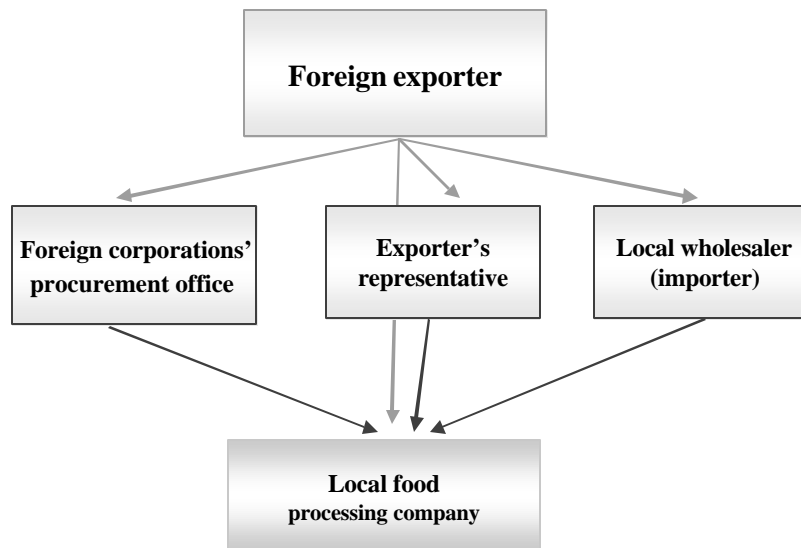 Foreign exporter
Foreign corporations’
procurement office
Exporter’s
representative
Local wholesaler
(importer)
Local food
processing company